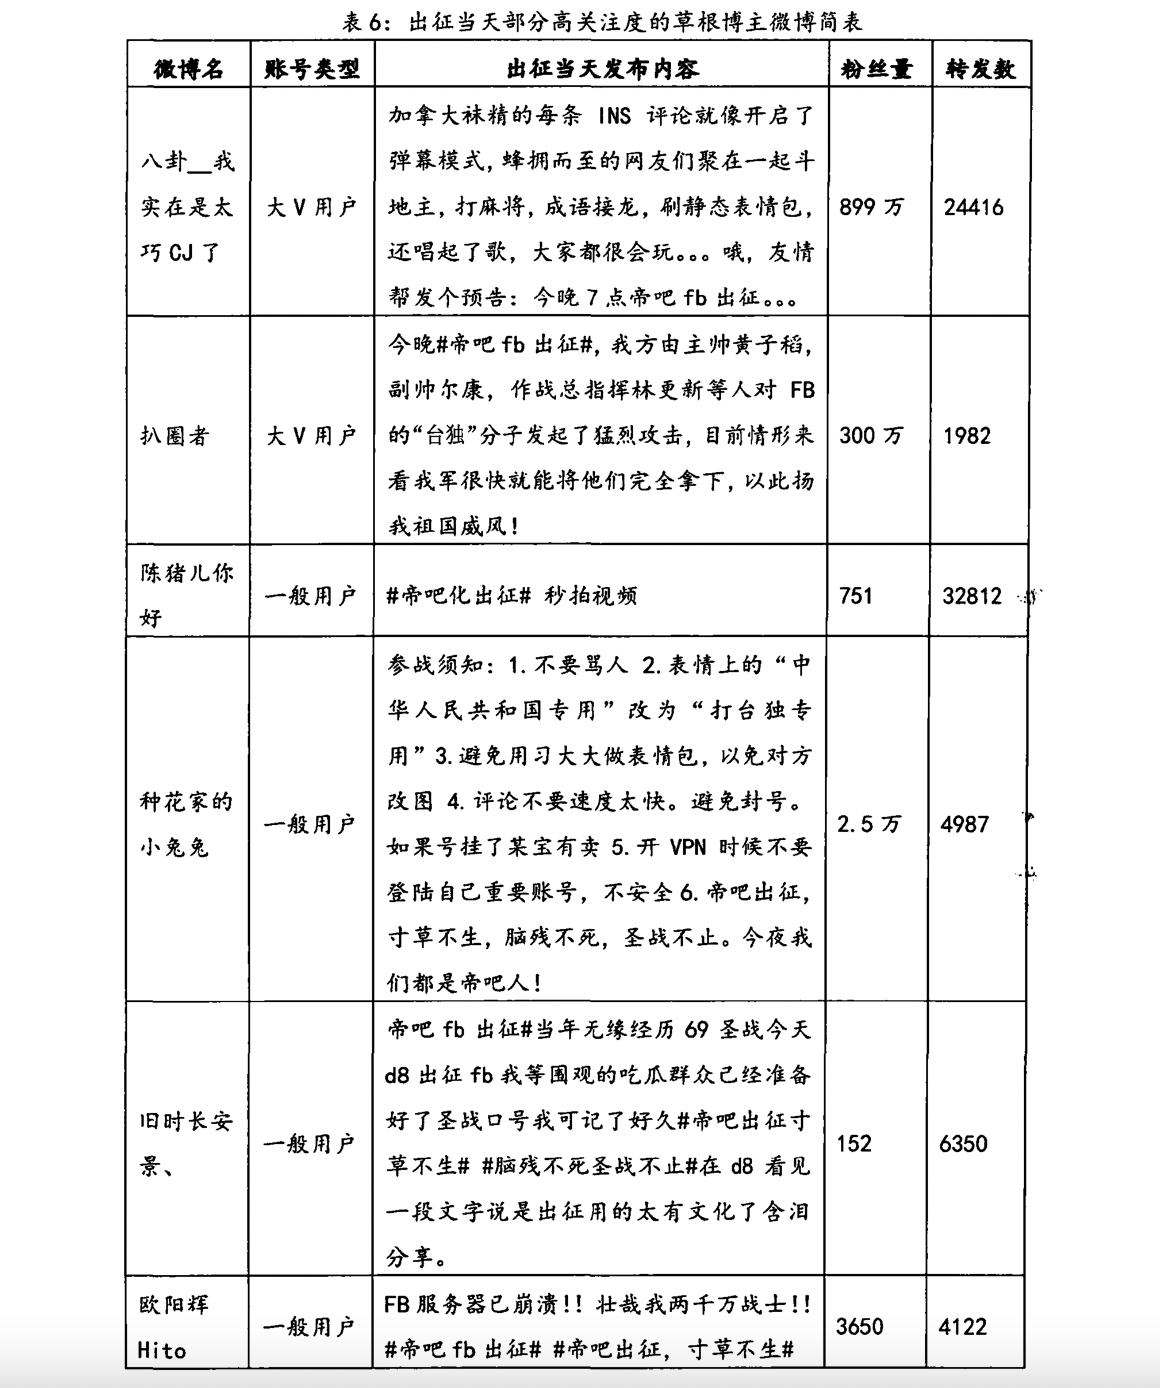 表 6：出征当天部分高关注度的草根博主微博简表
微博名 账号类型 出征当天发布内容 粉丝量 转发数
八卦__我
实在是太
巧 CJ 了
大 V 用户
加拿大袜精的每条 INS 评论就像开启了
弹幕模式，蜂拥而至的网友们聚在一起斗
地主，打麻将，成语接龙，刷静态表情包，
还唱起了歌，大家都很会玩。。。哦，友情
帮发个预告：今晚 7 点帝吧 fb 出征。。。
899 万
24416
扒圈者
大 V 用户
今晚#帝吧 fb 出征#，我方由主帅黄子稻，
副帅尔康，作战总指挥林更新等人对 FB
的“台独”分子发起了猛烈攻击，目前情形来
看我军很快就能将他们完全拿下，以此扬
我祖国威风！
300 万
1982
陈猪儿你
好
一般用户
#帝吧化出征# 秒拍视频
751
32812
种花家的
小兔兔
一般用户
参战须知：1.不要骂人 2.表情上的“中
华人民共和国专用”改为“打台独专
用”3.避免用习大大做表情包，以免对方
改图 4.评论不要速度太快。避免封号。
如果号挂了某宝有卖 5.开 VPN 时候不要
登陆自己重要账号，不安全 6.帝吧出征，
寸草不生，脑残不死，圣战不止。今夜我
们都是帝吧人！
2.5 万
4987
旧时长安
景、
一般用户
帝吧 fb 出征#当年无缘经历 69 圣战今天
d8 出征 fb 我等围观的吃瓜群众已经准备
好了圣战口号我可记了好久#帝吧出征寸
草不生# #脑残不死圣战不止#在 d8 看见
一段文字说是出征用的太有文化了含泪
分享。
152
6350
欧阳辉
Hito
一般用户
FB 服务器已崩溃！！壮哉我两千万战士！！
#帝吧 fb 出征# #帝吧出征，寸草不生#
3650
4122